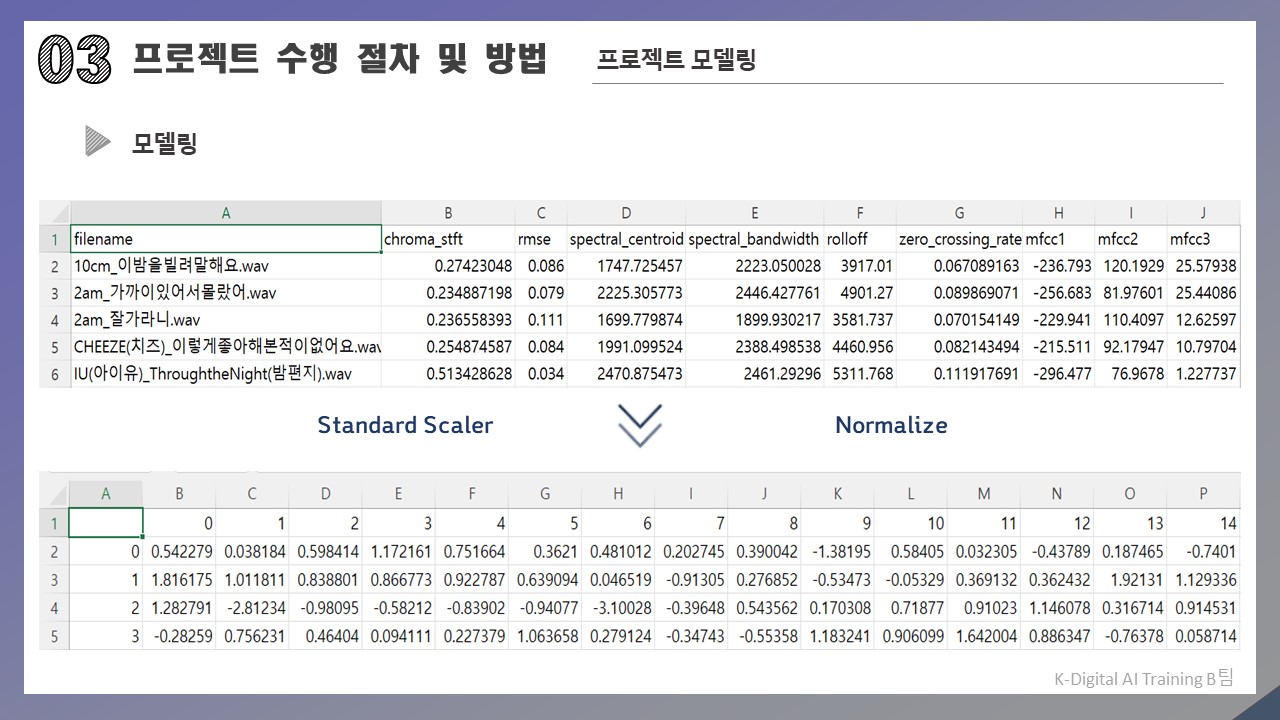 03 프로젝트 수행 절차 및 방법 프로젝트 모델링
모델링
A B C D E F G H I J
1 filename chroma_stft rmse spectral_centroid spectral_bandwidth rolloff zero_crossing_rate mfcc1 mfcc2 mfcc3
2 10cm_이밤을빌려말해요.wav 0.27423048 0.086 1747.725457 2223.050028 3917.01 0.067089163 -236.793 120.1929 25.57938
3 2am_가까이있어서몰랐어.wav 0.234887198 0.079 2225.305773 2446.427761 4901.27 0.089869071 -256.683 81.97601 25.44086
4 2am_잘가라니.wav 0.236558393 0.111 1699.779874 1899.930217 3581.737 0.070154149 -229.941 110.4097 12.62597
5 CHEEZE(치즈)_이렇게좋아해본적이없어요.wav 0.254874587 0.084 1991.099524 2388.498538 4460.956 0.082143494 -215.511 92.17947 10.79704
6 IU(아이유)_ThroughtheNight(밤편지).wav 0.513428628 0.034 2470.875473 2461.29296 5311.768 0.111917691 -296.477 76.9678 1.227737
Standard Scaler Normalize
A B C D E F G H I J K L M N O P
1 0 1 2 3 4 5 6 7 8 9 10 11 12 13 14
2 0 0.542279 0.038184 0.598414 1.172161 0.751664 0.3621 0.481012 0.202745 0.390042 -1.38195 0.58405 0.032305 -0.43789 0.187465 -0.7401
3 1 1.816175 1.011811 0.838801 0.866773 0.922787 0.639094 0.046519 -0.91305 0.276852 -0.53473 -0.05329 0.369132 0.362432 1.92131 1.129336
4 2 1.282791 -2.81234 -0.98095 -0.58212 -0.83902 -0.94077 -3.10028 -0.39648 0.543562 0.170308 0.71877 0.91023 1.146078 0.316714 0.914531
5 3 -0.28259 0.756231 0.46404 0.094111 0.227379 1.063658 0.279124 -0.34743 -0.55358 1.183241 0.906099 1.642004 0.886347 -0.76378 0.058714
K-Digital AI Training B팀